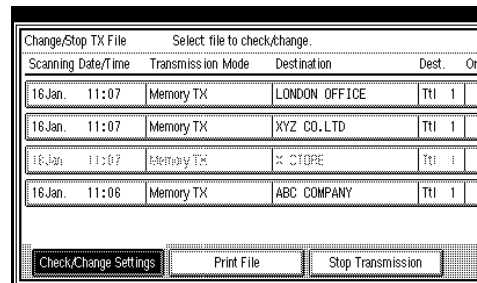 Change/Stop TX File Select file to check/change.
Scanning Date/Time Transmission Mode Destination Dest.
16Jan. 11:07 Memory TX LONDON OFFICE Ttl 1
16Jan. 11:07 Memory TX XYZ CO.LTD Ttl 1
16Jan. 11:07 Memory TX X STORE Ttl 1
16Jan. 11:06 Memory TX ABC COMPANY Ttl 1
Check/Change Settings Print File Stop Transmission